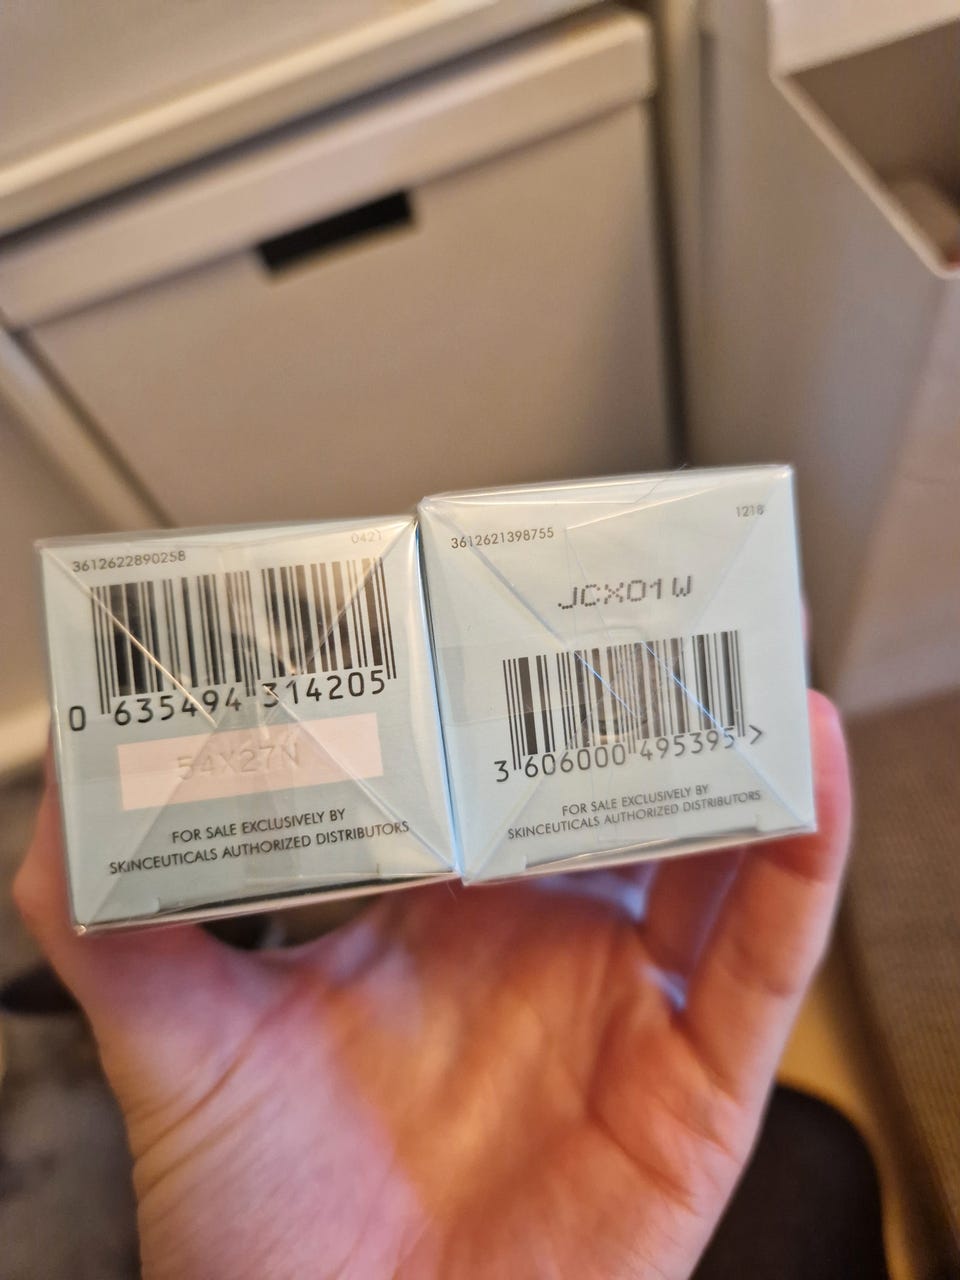 3612622890258
0421
0 635494 314205
54X27N
FOR SALE EXCLUSIVELY BY
SKINCEUTICALS AUTHORIZED DISTRIBUTORS
3612621398755
1218
JCX01W
3 606000 495395 >
FOR SALE EXCLUSIVELY BY
SKINCEUTICALS AUTHORIZED DISTRIBUTORS